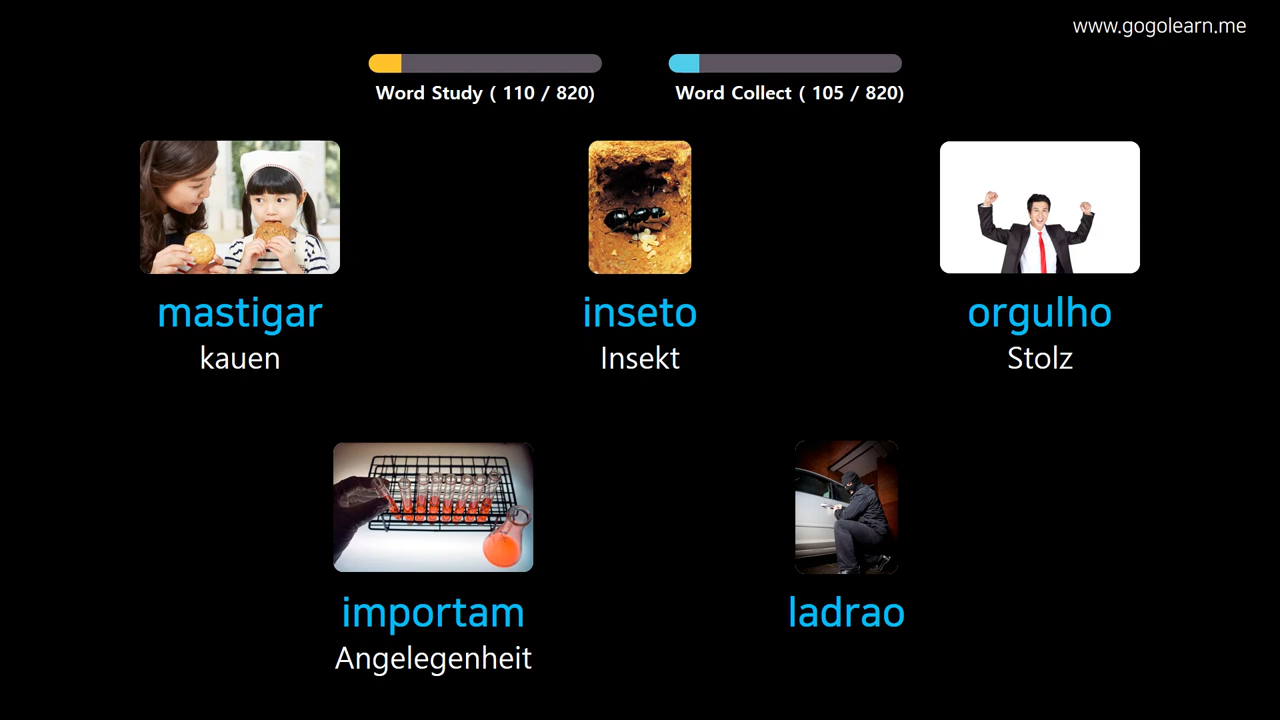 www.gogolearn.me
Word Study ( 110 / 820)
Word Collect ( 105 / 820)
mastigar
kauen
inseto
Insekt
orgulho
Stolz
importam
Angelegenheit
ladrao